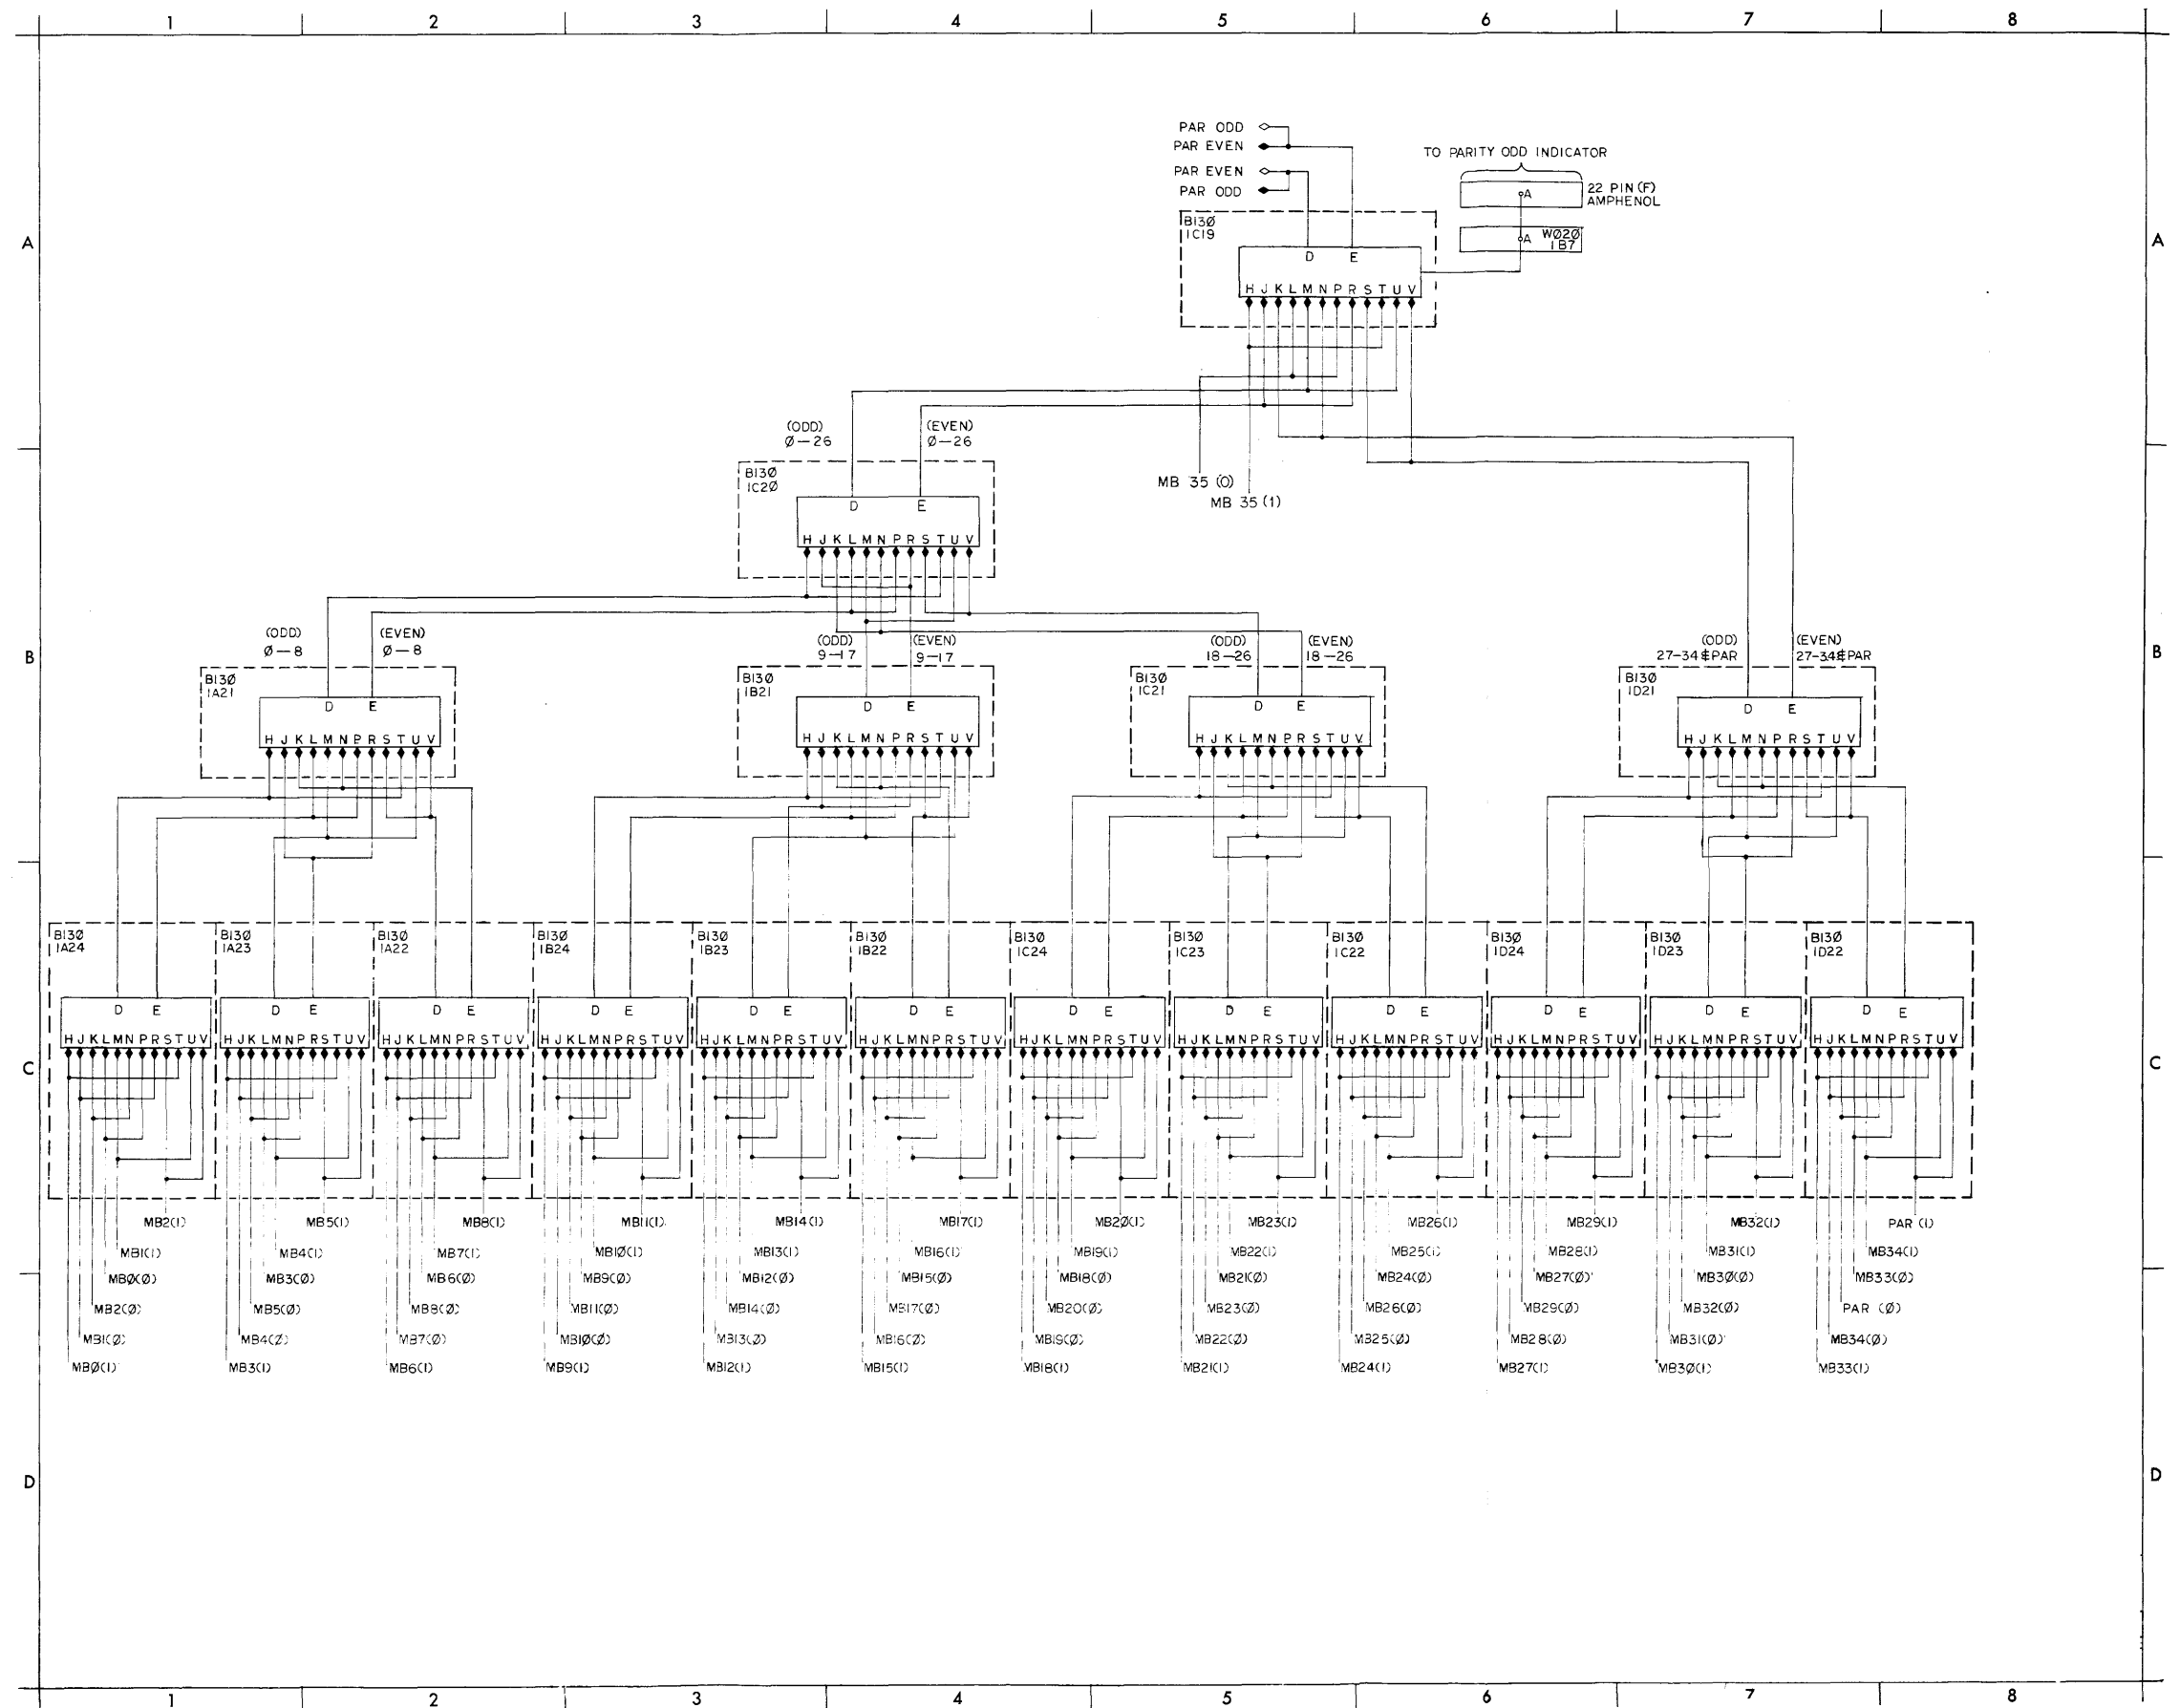 1 2 3 4 5 6 7 8
PAR ODD
PAR EVEN
PAR EVEN
PAR ODD
TO PARITY ODD INDICATOR
A 22 PIN (F)
AMPHENOL
A WØ2Ø
1B7
A A
B13Ø
1C19
D E
H J K L M N P R S T U V
(ODD) (EVEN)
Ø—26 Ø—26
MB 35 (0)
MB 35 (1)
B13Ø
1C2Ø
D E
H J K L M N P R S T U V
B B
(ODD) (EVEN) (ODD) (EVEN) (ODD) (EVEN) (ODD) (EVEN)
Ø—8 Ø—8 9—17 9—17 18—26 18—26 27-34&PAR 27-34&PAR
B13Ø B13Ø B13Ø B13Ø
1A21 1B21 1C21 1D21
D E D E D E D E
H J K L M N P R S T U V H J K L M N P R S T U V H J K L M N P R S T U V H J K L M N P R S T U V
B13Ø B13Ø B13Ø B13Ø B13Ø B13Ø B13Ø B13Ø B13Ø B13Ø B13Ø B13Ø
1A24 1A23 1A22 1B24 1B23 1B22 1C24 1C23 1C22 1D24 1D23 1D22
D E D E D E D E D E D E D E D E D E D E D E D E
H J K L M N P R S T U V H J K L M N P R S T U V H J K L M N P R S T U V H J K L M N P R S T U V H J K L M N P R S T U V H J K L M N P R S T U V H J K L M N P R S T U V H J K L M N P R S T U V H J K L M N P R S T U V H J K L M N P R S T U V H J K L M N P R S T U V H J K L M N P R S T U V
C C
MB2(1) MB5(1) MB8(1) MB11(1) MB14(1) MB17(1) MB2Ø(1) MB23(1) MB26(1) MB29(1) MB32(1) PAR (1)
MB1(1) MB4(1) MB7(1) MB1Ø(1) MB13(1) MB16(1) MB19(1) MB22(1) MB25(1) MB28(1) MB31(1) MB34(1)
MBØ(Ø) MB3(Ø) MB6(Ø) MB9(Ø) MB12(Ø) MB15(Ø) MB18(Ø) MB21(Ø) MB24(Ø) MB27(Ø) MB3Ø(Ø) MB33(Ø)
MB2(Ø) MB5(Ø) MB8(Ø) MB11(Ø) MB14(Ø) MB17(Ø) MB20(Ø) MB23(Ø) MB26(Ø) MB29(Ø) MB32(Ø) PAR (Ø)
MB1(Ø) MB4(Ø) MB7(Ø) MB1Ø(Ø) MB13(Ø) MB16(Ø) MB19(Ø) MB22(Ø) MB25(Ø) MB28(Ø) MB31(Ø) MB34(Ø)
MBØ(1) MB3(1) MB6(1) MB9(1) MB12(1) MB15(1) MB18(1) MB21(1) MB24(1) MB27(1) MB3Ø(1) MB33(1)
D D
1 2 3 4 5 6 7 8